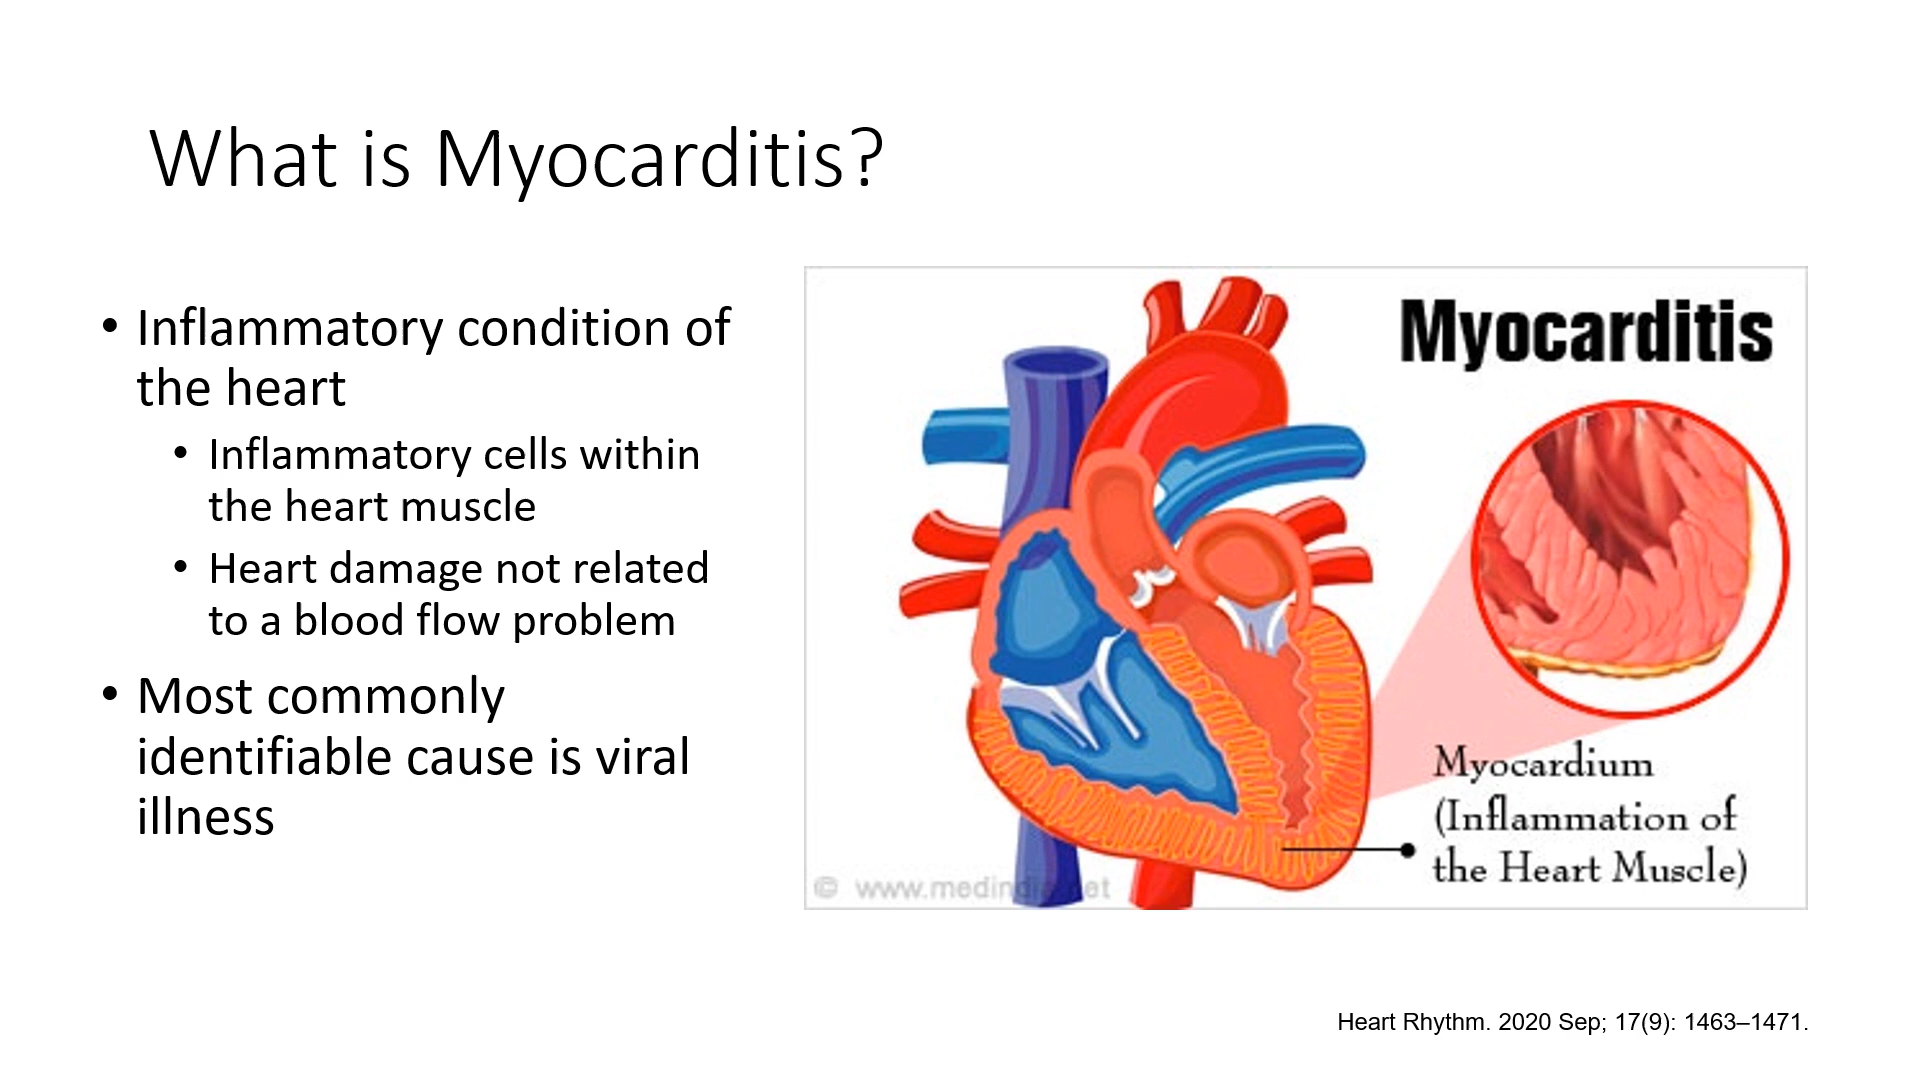 What is Myocarditis?
• Inflammatory condition of
the heart
• Inflammatory cells within
the heart muscle
• Heart damage not related
to a blood flow problem
• Most commonly
identifiable cause is viral
illness
Myocarditis
Myocardium
(Inflammation of
the Heart Muscle)
© www.medindia.net
Heart Rhythm. 2020 Sep; 17(9): 1463–1471.